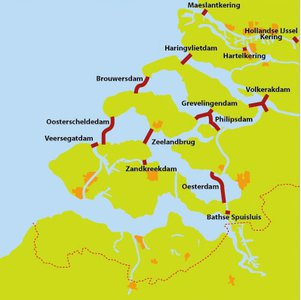 Maeslantkering
Hollandse IJssel
Kering
Hartelkering
Haringvlietdam
Brouwersdam
Volkerakdam
Grevelingendam
Philipsdam
Oosterscheldedam
Veersegatdam
Zeelandbrug
Zandkreekdam
Oesterdam
Bathse Spuisluis